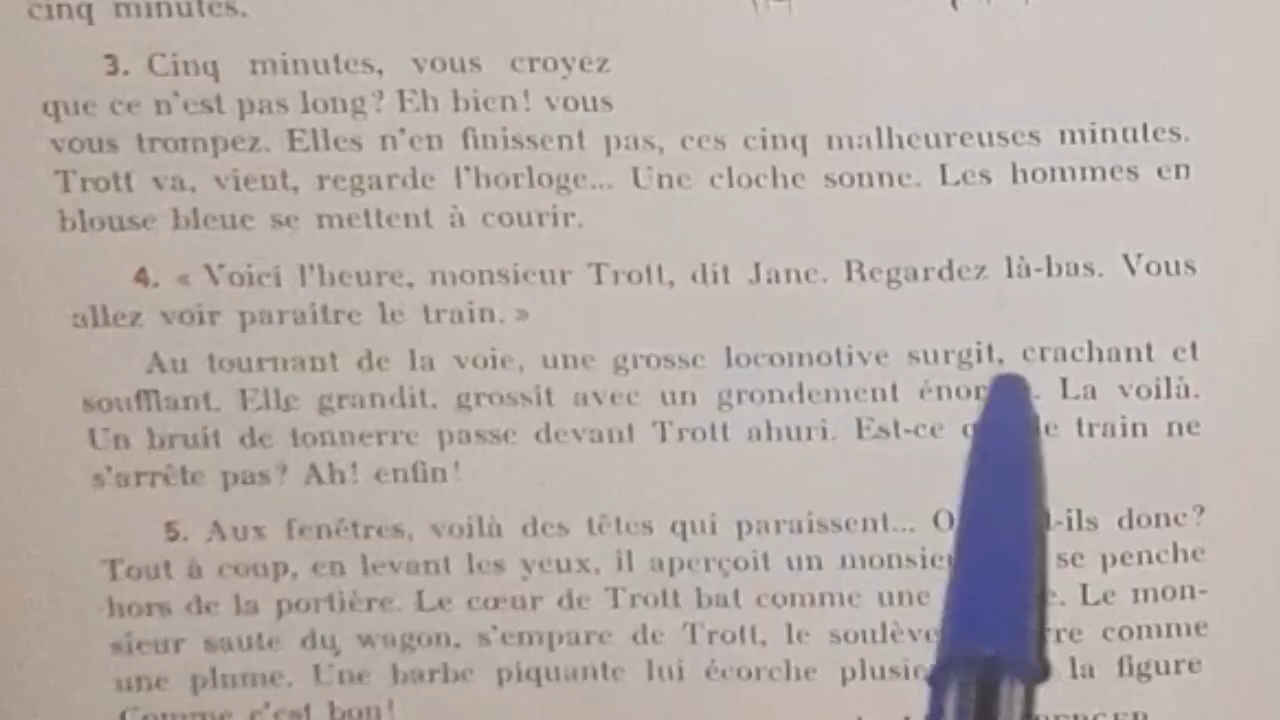 cinq minutes.
3. Cinq minutes, vous croyez
que ce n'est pas long? Eh bien! vous
vous trompez. Elles n'en finissent pas, ces cinq malheureuses minutes.
Trott va, vient, regarde l'horloge... Une cloche sonne. Les hommes en
blouse bleue se mettent à courir.
4. « Voici l'heure, monsieur Trott, dit Jane. Regardez là-bas. Vous
allez voir paraître le train. »
Au tournant de la voie, une grosse locomotive surgit, crachant et
soufflant. Elle grandit, grossit avec un grondement . La voilà.
Un bruit de tonnerre passe devant Trott ahuri. Est-ce train ne
s'arrête pas? Ah! enfin!
5. Aux fenêtres, voilà des têtes qui paraissent... donc?
Tout à coup, en levant les yeux, il aperçoit un se penche
hors de la portière. Le cœur de Trott bat comme une . Le mon-
sieur saute du wagon, s'empare de Trott, le comme
une plume. Une barbe piquante lui écorche la figure
Comme c'est bon!